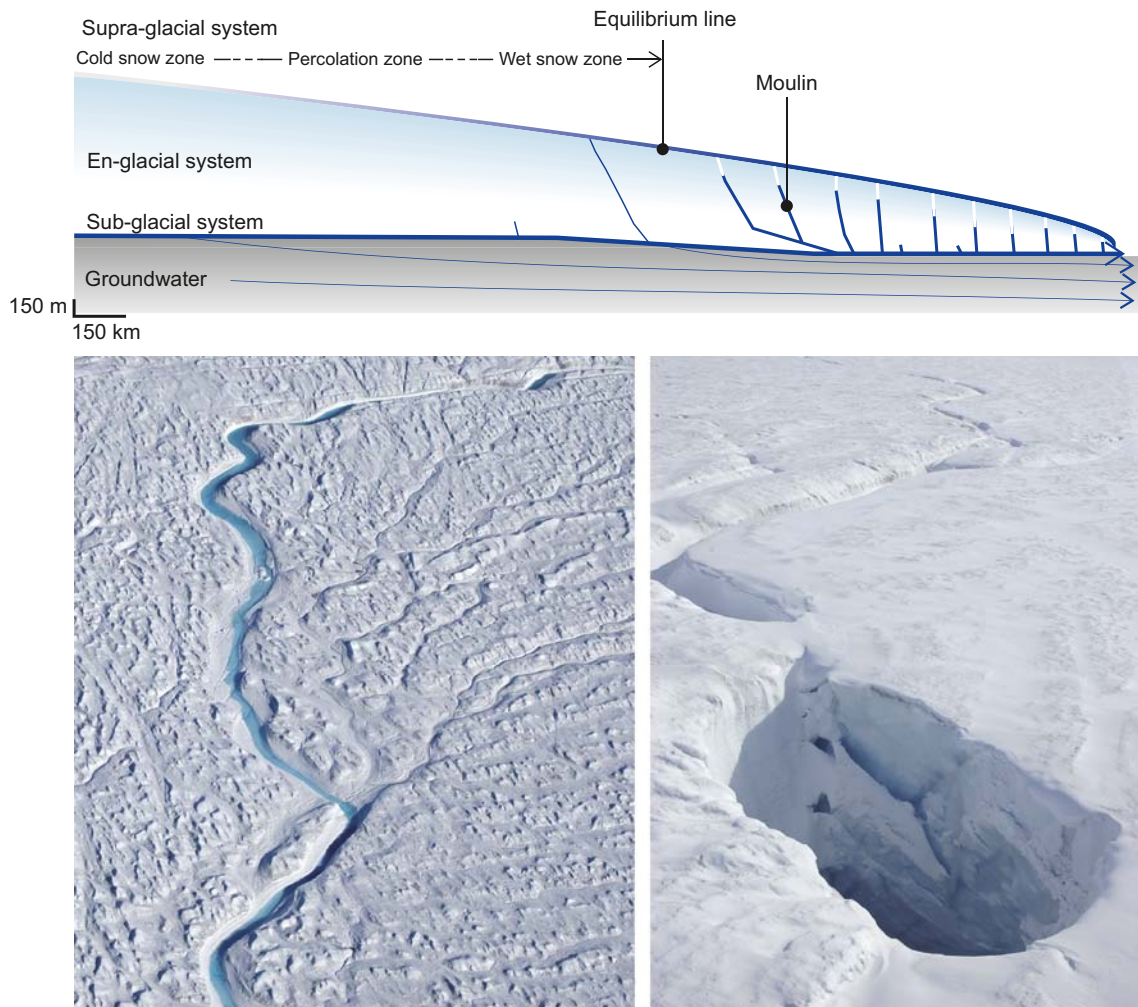 Equilibrium line
Supra-glacial system
Cold snow zone
Percolation zone
Wet snow zone
Moulin
En-glacial system
Sub-glacial system
Groundwater
150 m
150 km